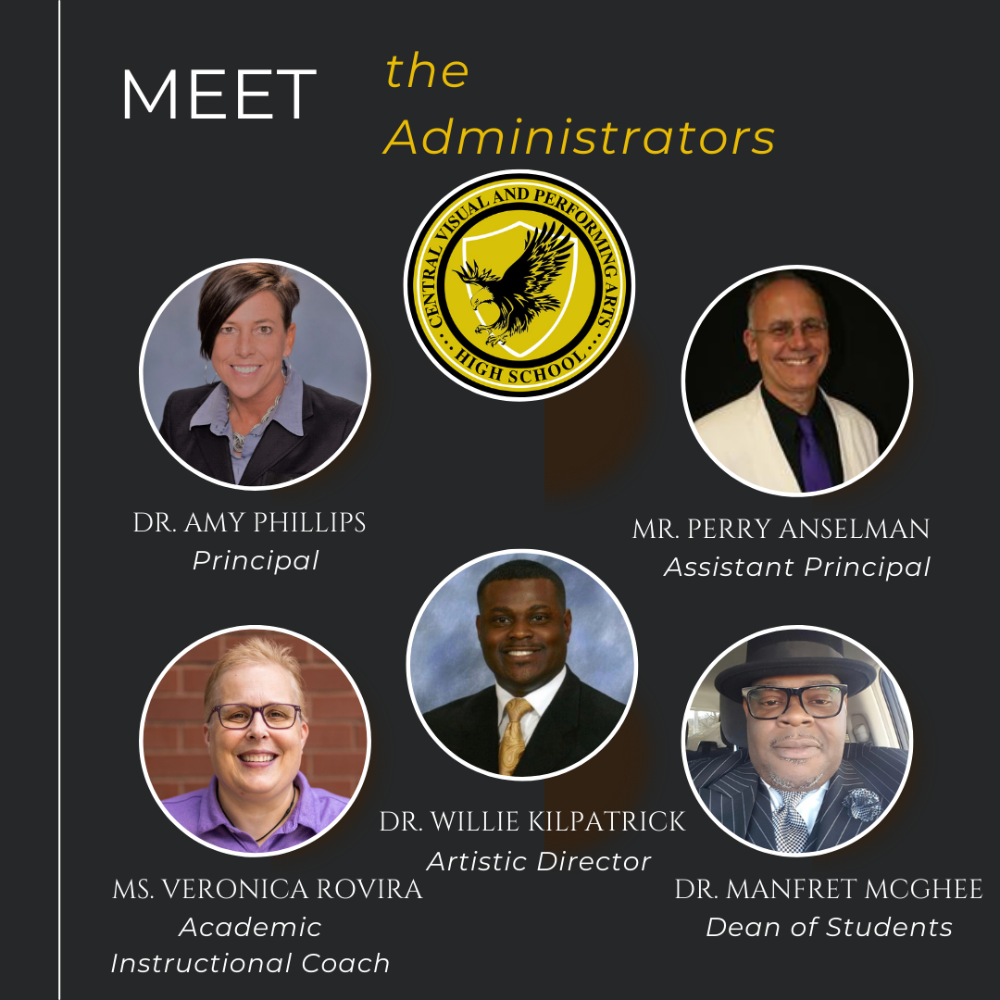 MEET
the
Administrators
CENTRAL VISUAL AND PERFORMING ARTS
HIGH SCHOOL
DR. AMY PHILLIPS
Principal
MR. PERRY ANSELMAN
Assistant Principal
DR. WILLIE KILPATRICK
Artistic Director
MS. VERONICA ROVIRA
Academic
Instructional Coach
DR. MANFRET MCGHEE
Dean of Students